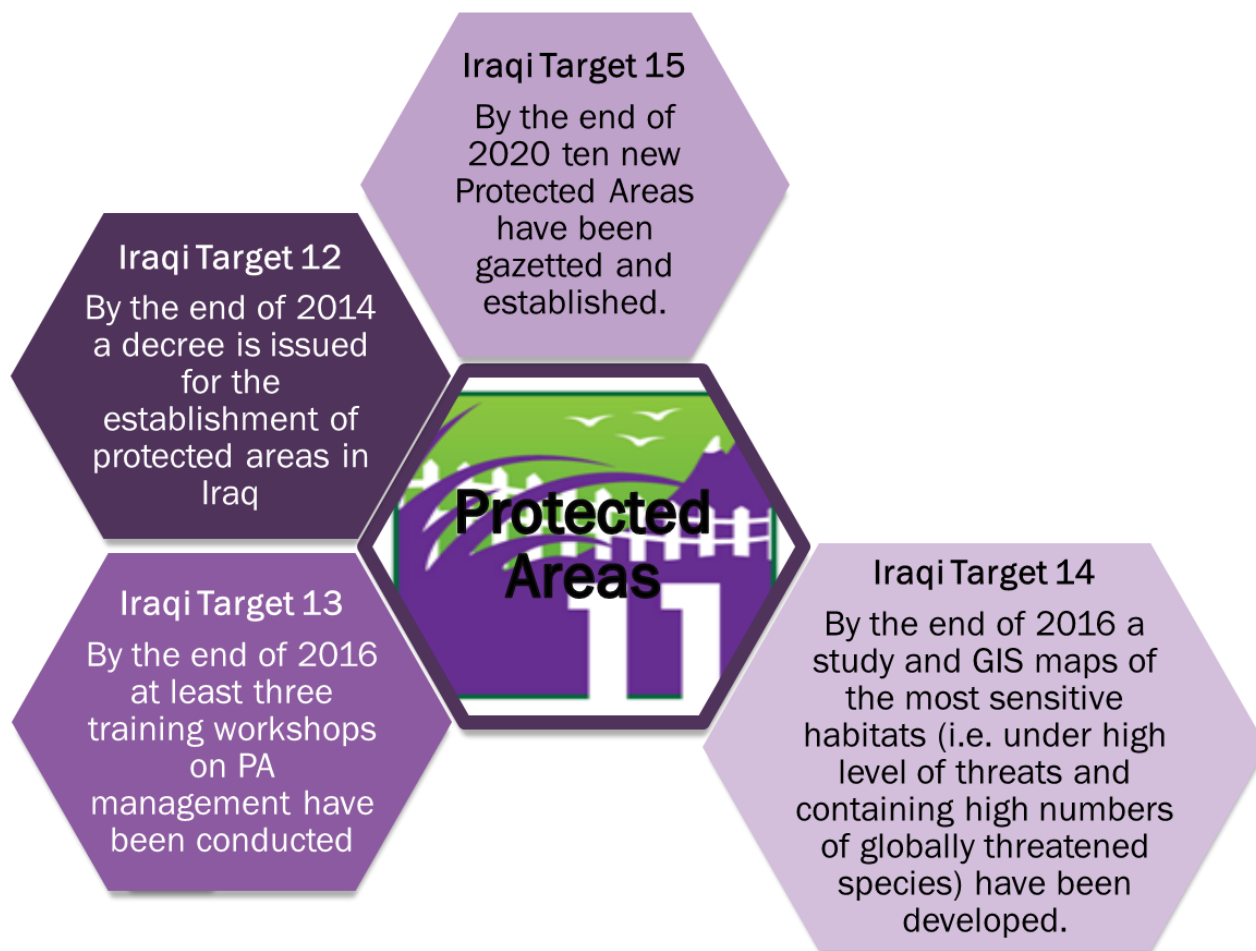 Iraqi Target 15
By the end of
2020 ten new
Protected Areas
have been
gazetted and
established.
Iraqi Target 12
By the end of 2014
a decree is issued
for the
establishment of
protected areas in
Iraq
Protected
Areas
11
Iraqi Target 13
By the end of 2016
at least three
training workshops
on PA
management have
been conducted
Iraqi Target 14
By the end of 2016 a
study and GIS maps of
the most sensitive
habitats (i.e. under high
level of threats and
containing high numbers
of globally threatened
species) have been
developed.